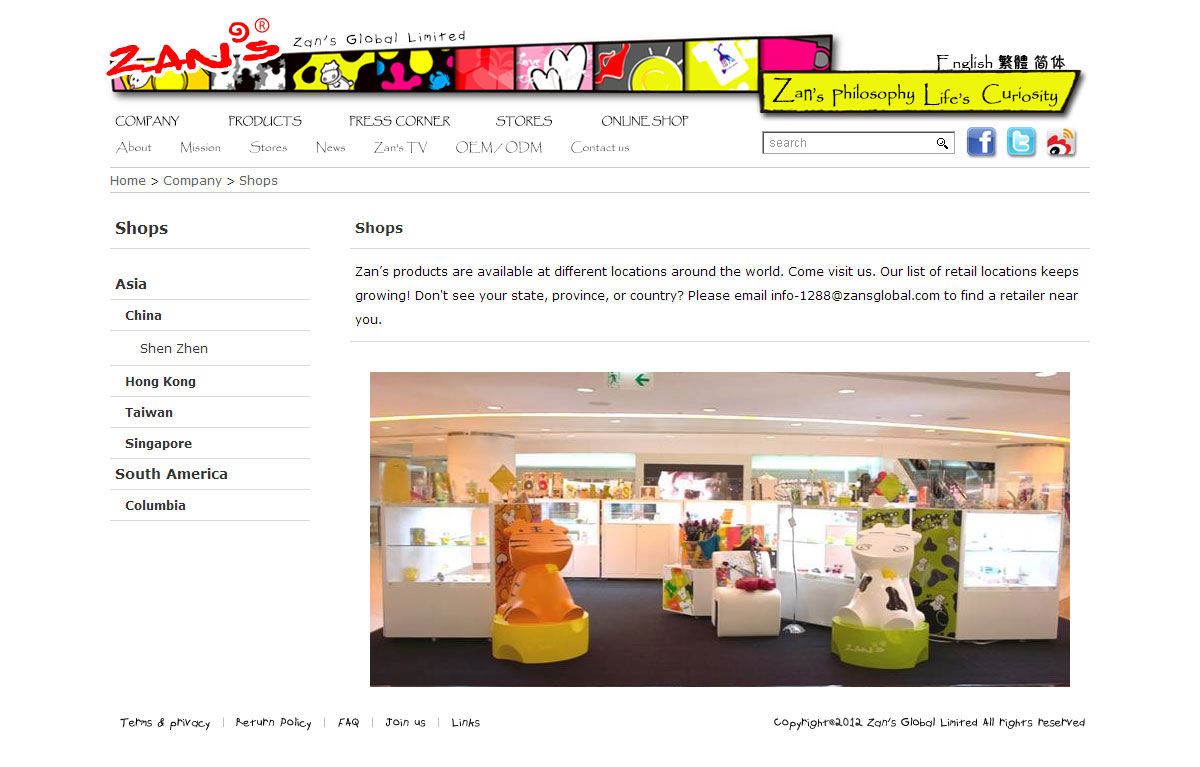 ZAN'S®
Zan's Global Limited
English 繁體 简体
Zan's Philosophy Life's Curiosity
COMPANY PRODUCTS PRESS CORNER STORES ONLINE SHOP
About Mission Stores News Zan's TV OEM/ODM Contact us
search
Home > Company > Shops
Shops
Asia
China
Shen Zhen
Hong Kong
Taiwan
Singapore
South America
Columbia
Shops
Zan's products are available at different locations around the world. Come visit us. Our list of retail locations keeps
growing! Don't see your state, province, or country? Please email info-1288@zansglobal.com to find a retailer near
you.
ZAN'S
Terms & privacy | Return Policy | FAQ | Join us | Links
Copyright©2012 Zan's Global Limited All rights reserved